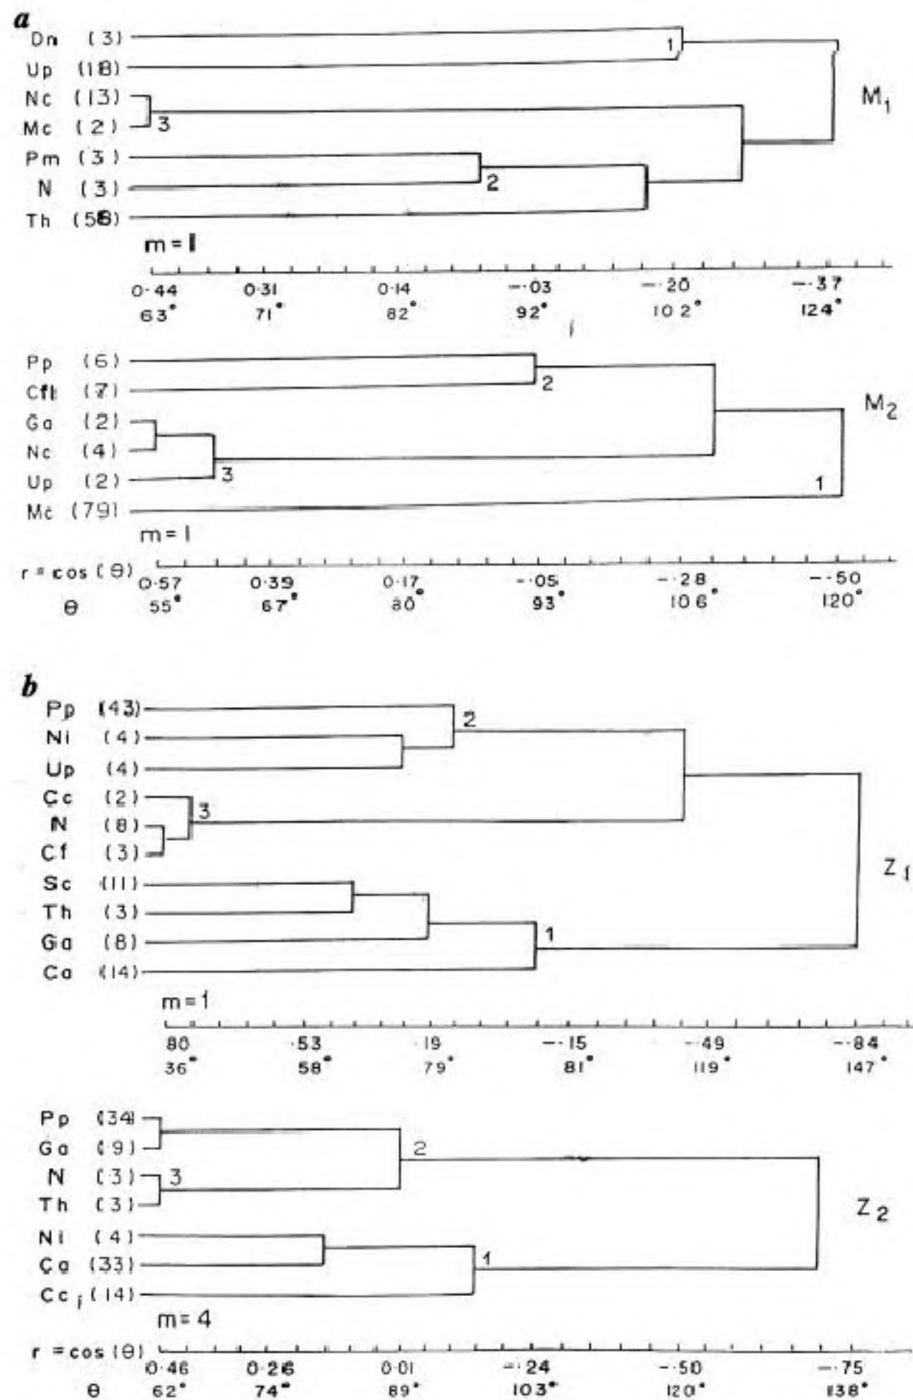 a
Dn (3)
1
Up (18)
Nc (13)
M1
Mc (2)
3
Pm (3)
N (3)
2
Th (58)
m = 1
0·44 0·31 0·14 −·03 −·20 −·37
63° 71° 82° 92° 102° 124°
Pp (6)
Cfl (7)
2
M2
Ga (2)
Nc (4)
Up (2)
3
Mc (79)
1
m = 1
r = cos (θ) 0·57 0·39 0·17 −·05 −·28 −·50
θ 55° 67° 80° 93° 106° 120°
b
Pp (43)
2
Ni (4)
Up (4)
Cc (2)
3
N (8)
Cf (3)
Z1
Sc (11)
Th (3)
Ga (8)
1
Ca (14)
m = 1
80 ·53 ·19 −·15 −·49 −·84
36° 58° 79° 81° 119° 147°
Pp (34)
Ga (9)
2
N (3)
3
Th (3)
Z2
Ni (4)
1
Ca (33)
Cc (14)
m = 4
r = cos (θ) 0·46 0·26 0·01 −·24 −·50 −·75
θ 62° 74° 89° 103° 120° 138°